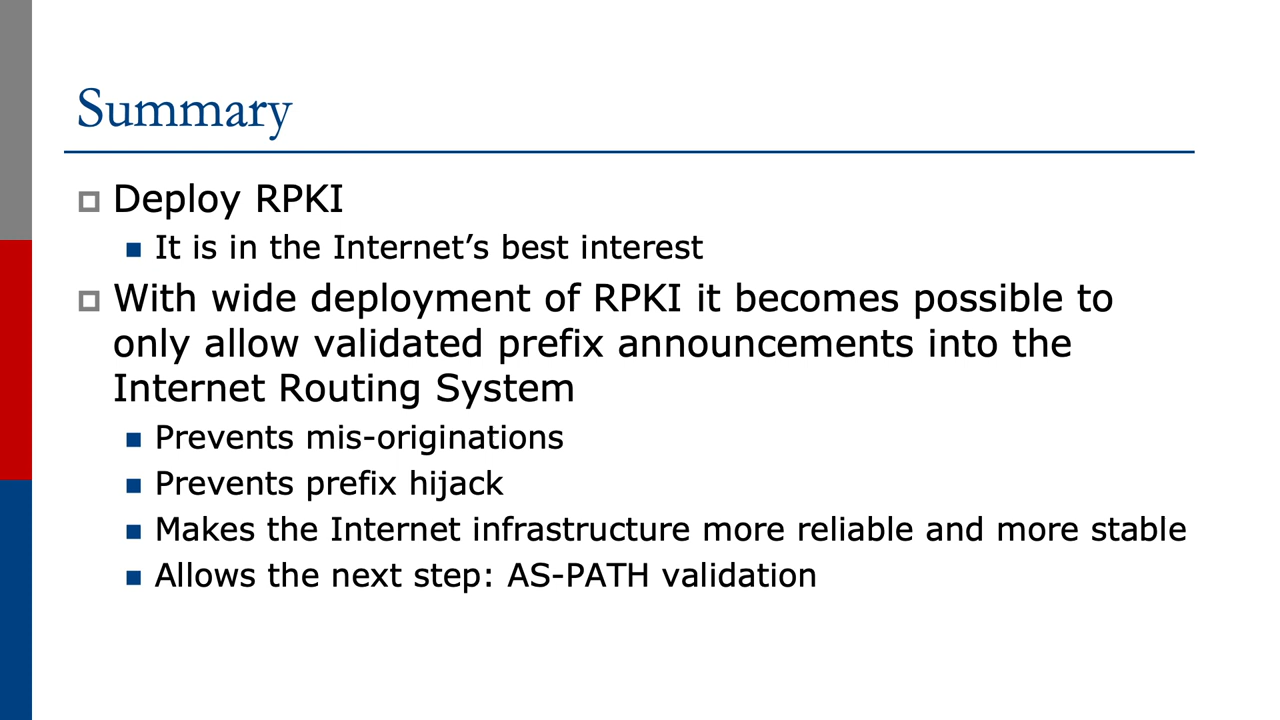 Summary
Deploy RPKI
It is in the Internet’s best interest
With wide deployment of RPKI it becomes possible to
only allow validated prefix announcements into the
Internet Routing System
Prevents mis-originations
Prevents prefix hijack
Makes the Internet infrastructure more reliable and more stable
Allows the next step: AS-PATH validation